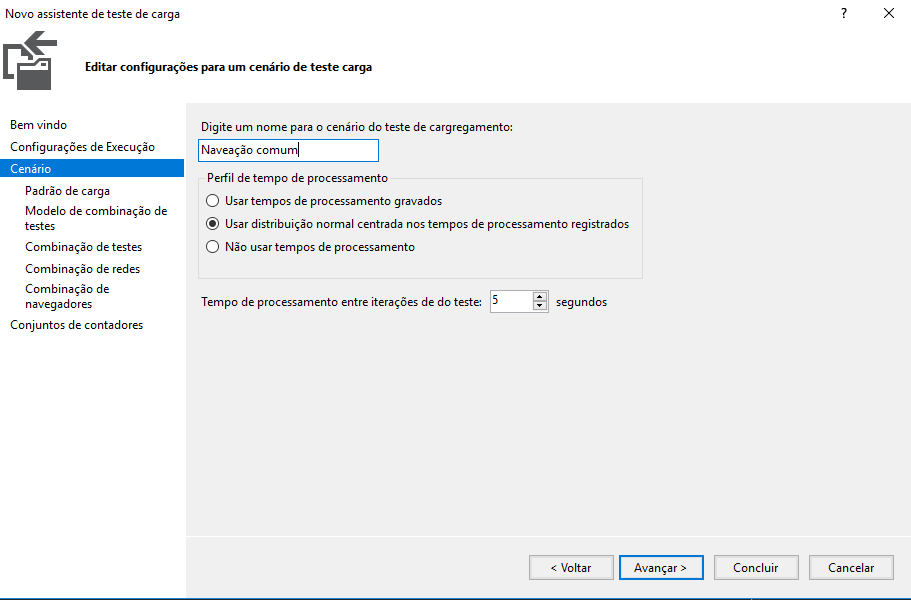 Novo assistente de teste de carga
?
Editar configurações para um cenário de teste carga
Bem vindo
Configurações de Execução
Cenário
Padrão de carga
Modelo de combinação de
testes
Combinação de testes
Combinação de redes
Combinação de
navegadores
Conjuntos de contadores
Digite um nome para o cenário do teste de cargregamento:
Naveação comum
Perfil de tempo de processamento
Usar tempos de processamento gravados
Usar distribuição normal centrada nos tempos de processamento registrados
Não usar tempos de processamento
Tempo de processamento entre iterações de do teste: 5 segundos
< Voltar Avançar > Concluir Cancelar